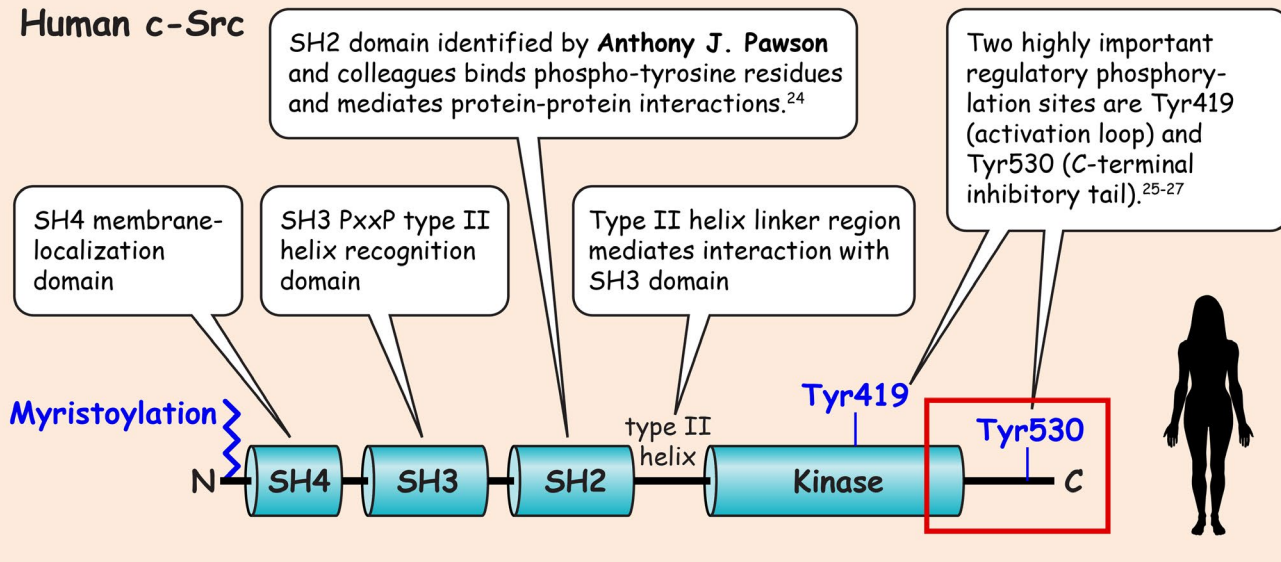 Human c-Src
SH2 domain identified by Anthony J. Pawson
and colleagues binds phospho-tyrosine residues
and mediates protein-protein interactions.24
Two highly important
regulatory phosphory-
lation sites are Tyr419
(activation loop) and
Tyr530 (C-terminal
inhibitory tail).25-27
SH4 membrane-
localization
domain
SH3 PxxP type II
helix recognition
domain
Type II helix linker region
mediates interaction with
SH3 domain
Myristoylation
Tyr419
Tyr530
type II
helix
N
SH4
SH3
SH2
Kinase
C